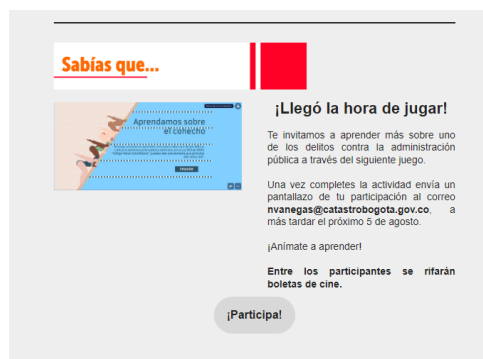 Sabías que...
Aprendamos sobre
el cohecho
¡Llegó la hora de jugar!
Te invitamos a aprender más sobre uno
de los delitos contra la administración
pública a través del siguiente juego.
Una vez completes la actividad envía un
pantallazo de tu participación al correo
nvanegas@catastrobogota.gov.co, a
más tardar el próximo 5 de agosto.
¡Anímate a aprender!
Entre los participantes se rifarán
boletas de cine.
¡Participa!